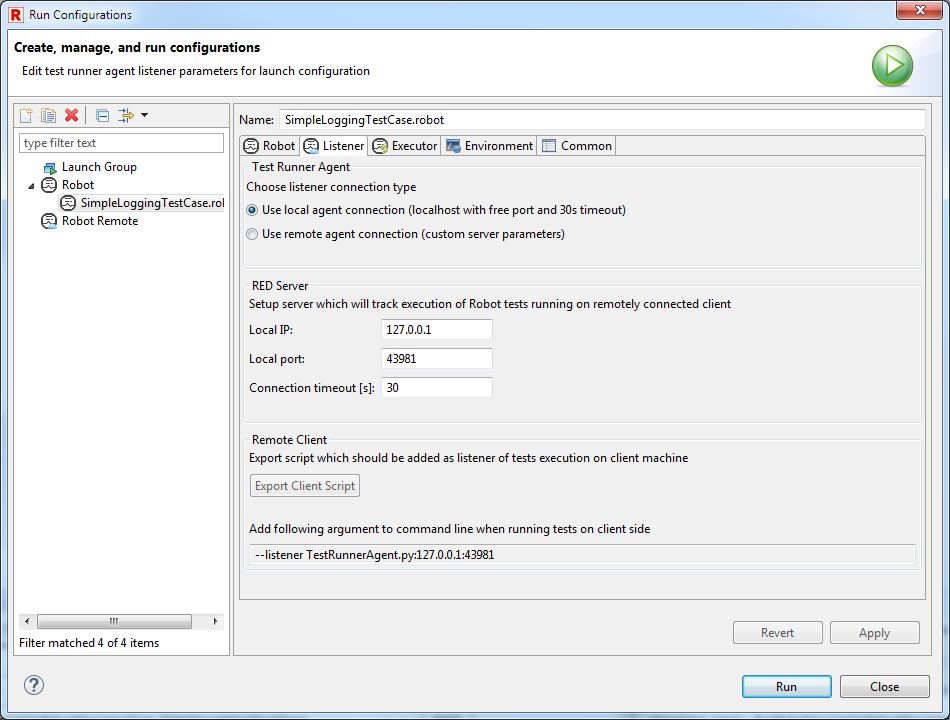 R Run Configurations
Create, manage, and run configurations
Edit test runner agent listener parameters for launch configuration
type filter text
Launch Group
Robot
SimpleLoggingTestCase.rol
Robot Remote
Filter matched 4 of 4 items
Name: SimpleLoggingTestCase.robot
Robot Listener Executor Environment Common
Test Runner Agent
Choose listener connection type
Use local agent connection (localhost with free port and 30s timeout)
Use remote agent connection (custom server parameters)
RED Server
Setup server which will track execution of Robot tests running on remotely connected client
Local IP: 127.0.0.1
Local port: 43981
Connection timeout [s]: 30
Remote Client
Export script which should be added as listener of tests execution on client machine
Export Client Script
Add following argument to command line when running tests on client side
--listener TestRunnerAgent.py:127.0.0.1:43981
Revert Apply
? Run Close